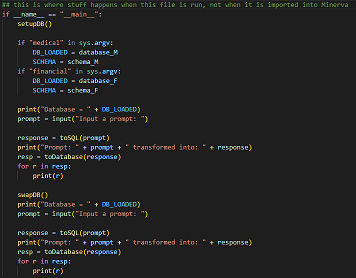 ## this is where stuff happens when this file is run, not when it is imported into Minerva
if __name__ == "__main__":
    setupDB()

    if "medical" in sys.argv:
        DB_LOADED = database_M
        SCHEMA = schema_M
    if "financial" in sys.argv:
        DB_LOADED = database_F
        SCHEMA = schema_F

    print("Database = " + DB_LOADED)
    prompt = input("Input a prompt: ")

    response = toSQL(prompt)
    print("Prompt: " + prompt + " transformed into: " + response)
    resp = toDatabase(response)
    for r in resp:
        print(r)

    swapDB()
    print("Database = " + DB_LOADED)
    prompt = input("Input a prompt: ")

    response = toSQL(prompt)
    print("Prompt: " + prompt + " transformed into: " + response)
    resp = toDatabase(response)
    for r in resp:
        print(r)